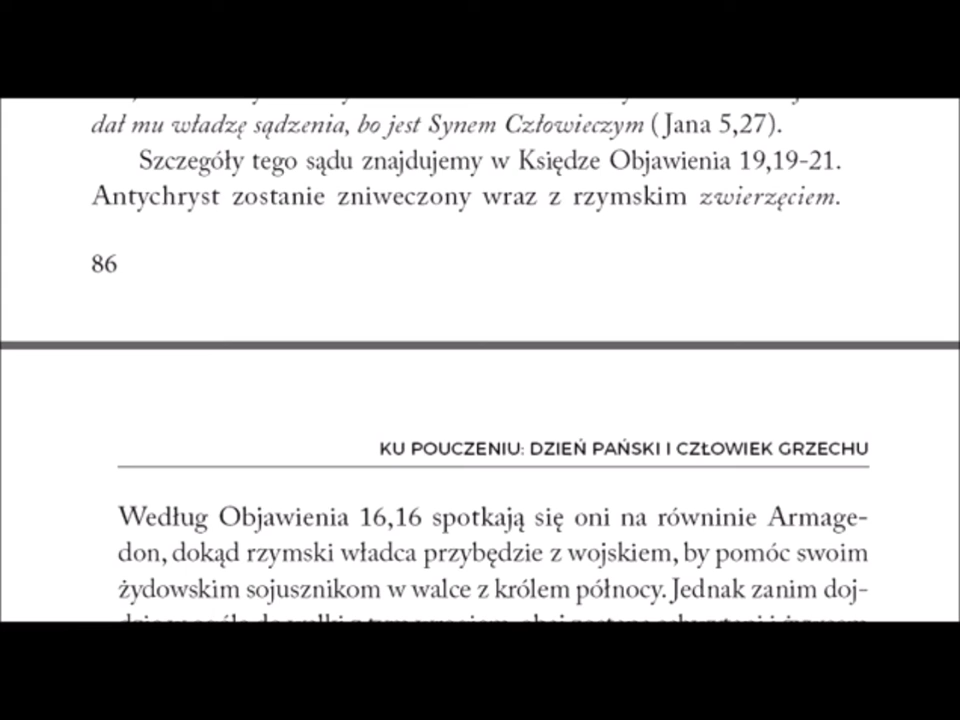 dał mu władzę sądzenia, bo jest Synem Człowieczym (Jana 5,27).
Szczegóły tego sądu znajdujemy w Księdze Objawienia 19,19-21.
Antychryst zostanie zniweczony wraz z rzymskim zwierzęciem.
86
KU POUCZENIU: DZIEŃ PAŃSKI I CZŁOWIEK GRZECHU
Według Objawienia 16,16 spotkają się oni na równinie Armage-
don, dokąd rzymski władca przybędzie z wojskiem, by pomóc swoim
żydowskim sojusznikom w walce z królem północy. Jednak zanim doj-